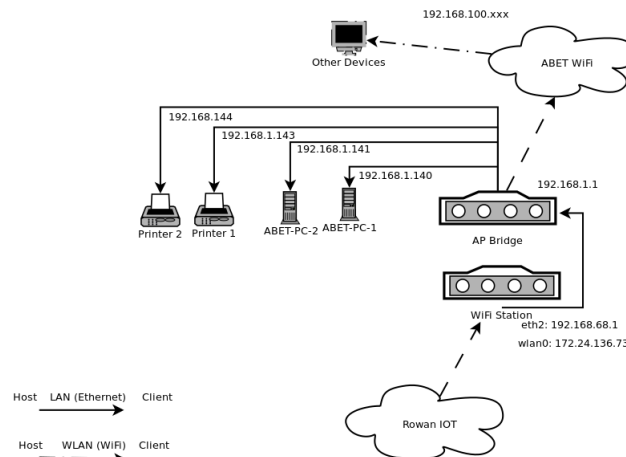 192.168.100.xxx
Other Devices
ABET WiFi
192.168.144
192.168.1.143
192.168.1.141
192.168.1.140
192.168.1.1
Printer 2
Printer 1
ABET-PC-2
ABET-PC-1
AP Bridge
WiFi Station
eth2: 192.168.68.1
wlan0: 172.24.136.73
Host LAN (Ethernet) Client
Rowan IOT
Host WLAN (WiFi) Client